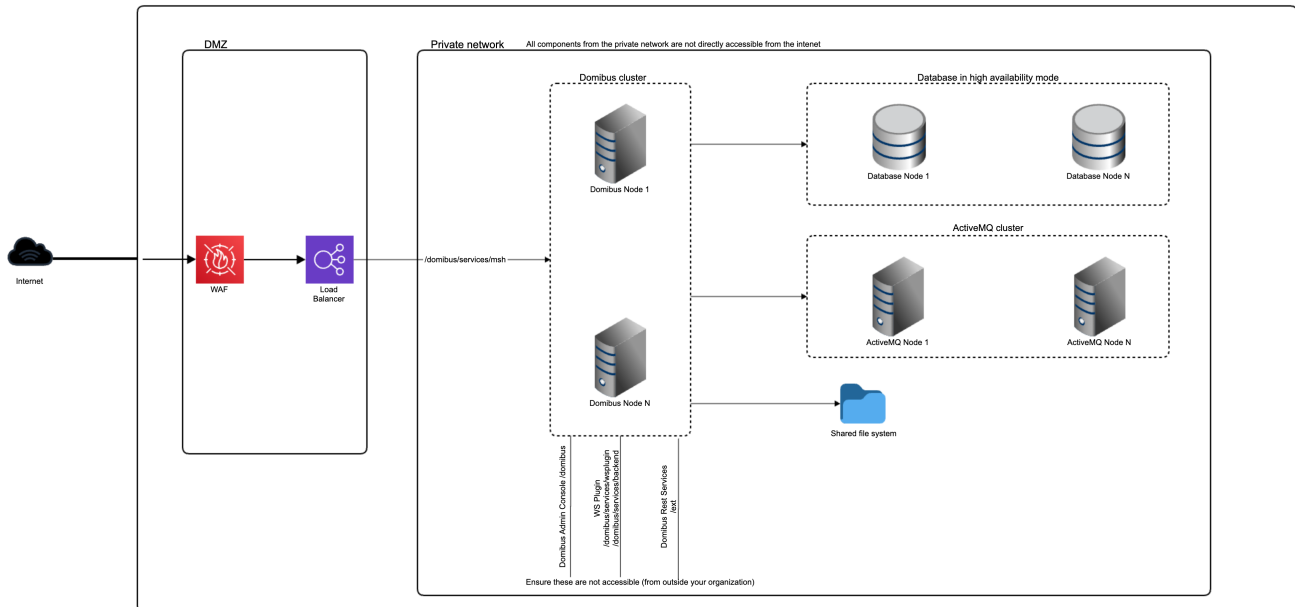 DMZ
Private network
All components from the private network are not directly accessible from the intenet
Domibus cluster
Database in high availability mode
Domibus Node 1
Database Node 1
Database Node N
ActiveMQ cluster
Internet
WAF
Load
Balancer
/domibus/services/msh
ActiveMQ Node 1
ActiveMQ Node N
Domibus Node N
Shared file system
Domibus Admin Console /domibus
WS Plugin
/domibus/services/wsplugin
/domibus/services/backend
Domibus Rest Services
/ext
Ensure these are not accessible (from outside your organization)